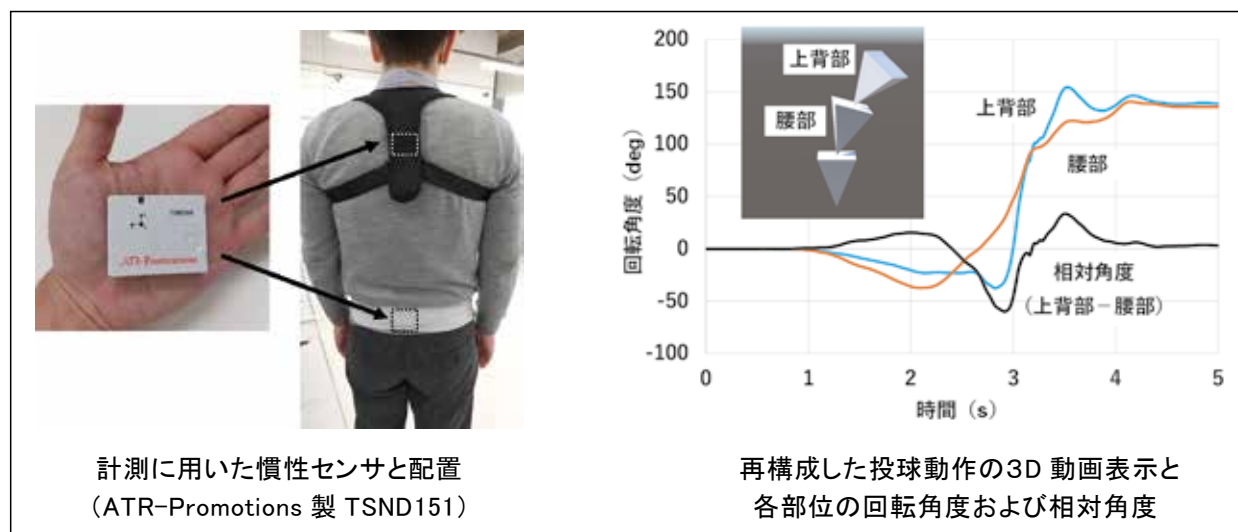 ATR-Promotions
計測に用いた慣性センサと配置
（ATR-Promotions 製 TSND151）
200
150
100
50
0
-50
-100
回転角度（deg）
上背部
腰部
上背部
腰部
相対角度
（上背部－腰部）
0
1
2
3
4
5
時間（s）
再構成した投球動作の３D 動画表示と
各部位の回転角度および相対角度